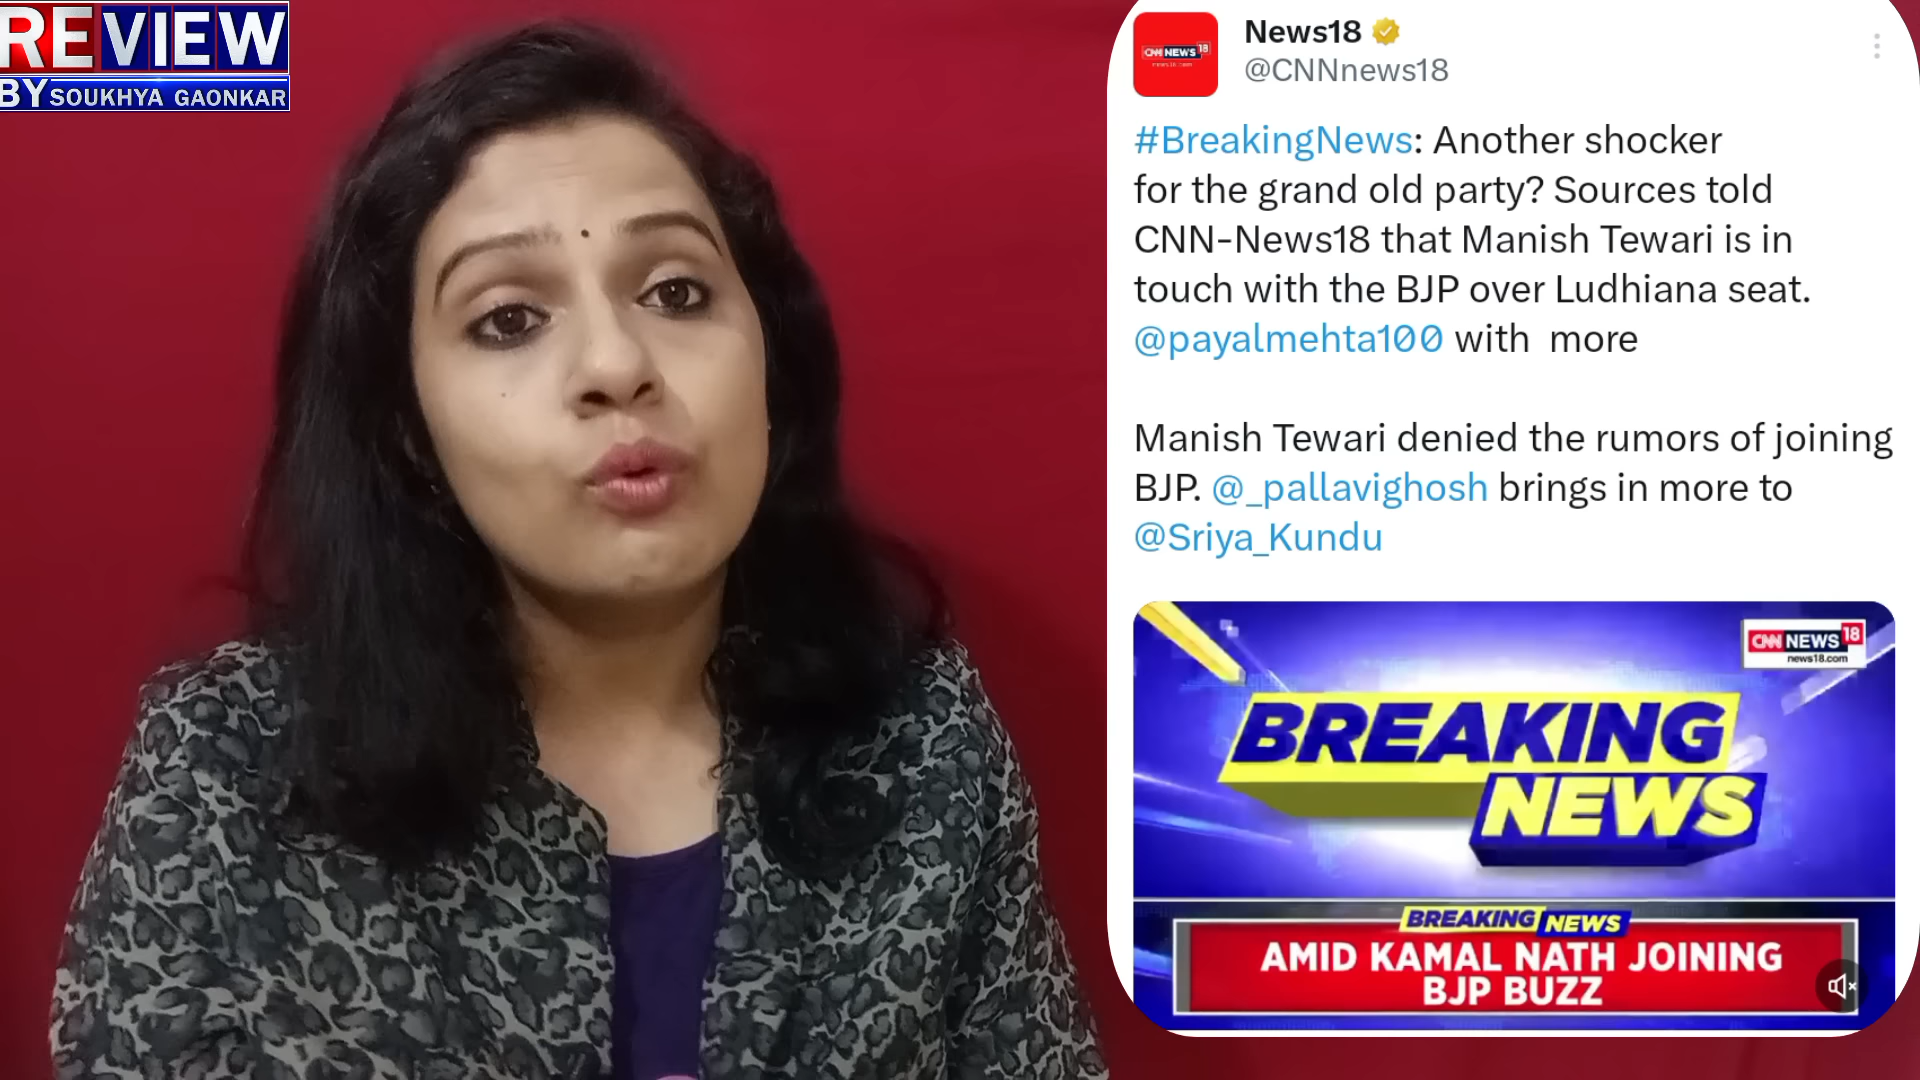 REVIEW
BY SOUKHYA GAONKAR
CNN NEWS 18
News18
@CNNnews18
#BreakingNews: Another shocker
for the grand old party? Sources told
CNN-News18 that Manish Tewari is in
touch with the BJP over Ludhiana seat.
@payalmehta100 with more
Manish Tewari denied the rumors of joining
BJP. @_pallavighosh brings in more to
@Sriya_Kundu
CNN NEWS 18
news18.com
BREAKING
NEWS
BREAKING NEWS
AMID KAMAL NATH JOINING
BJP BUZZ